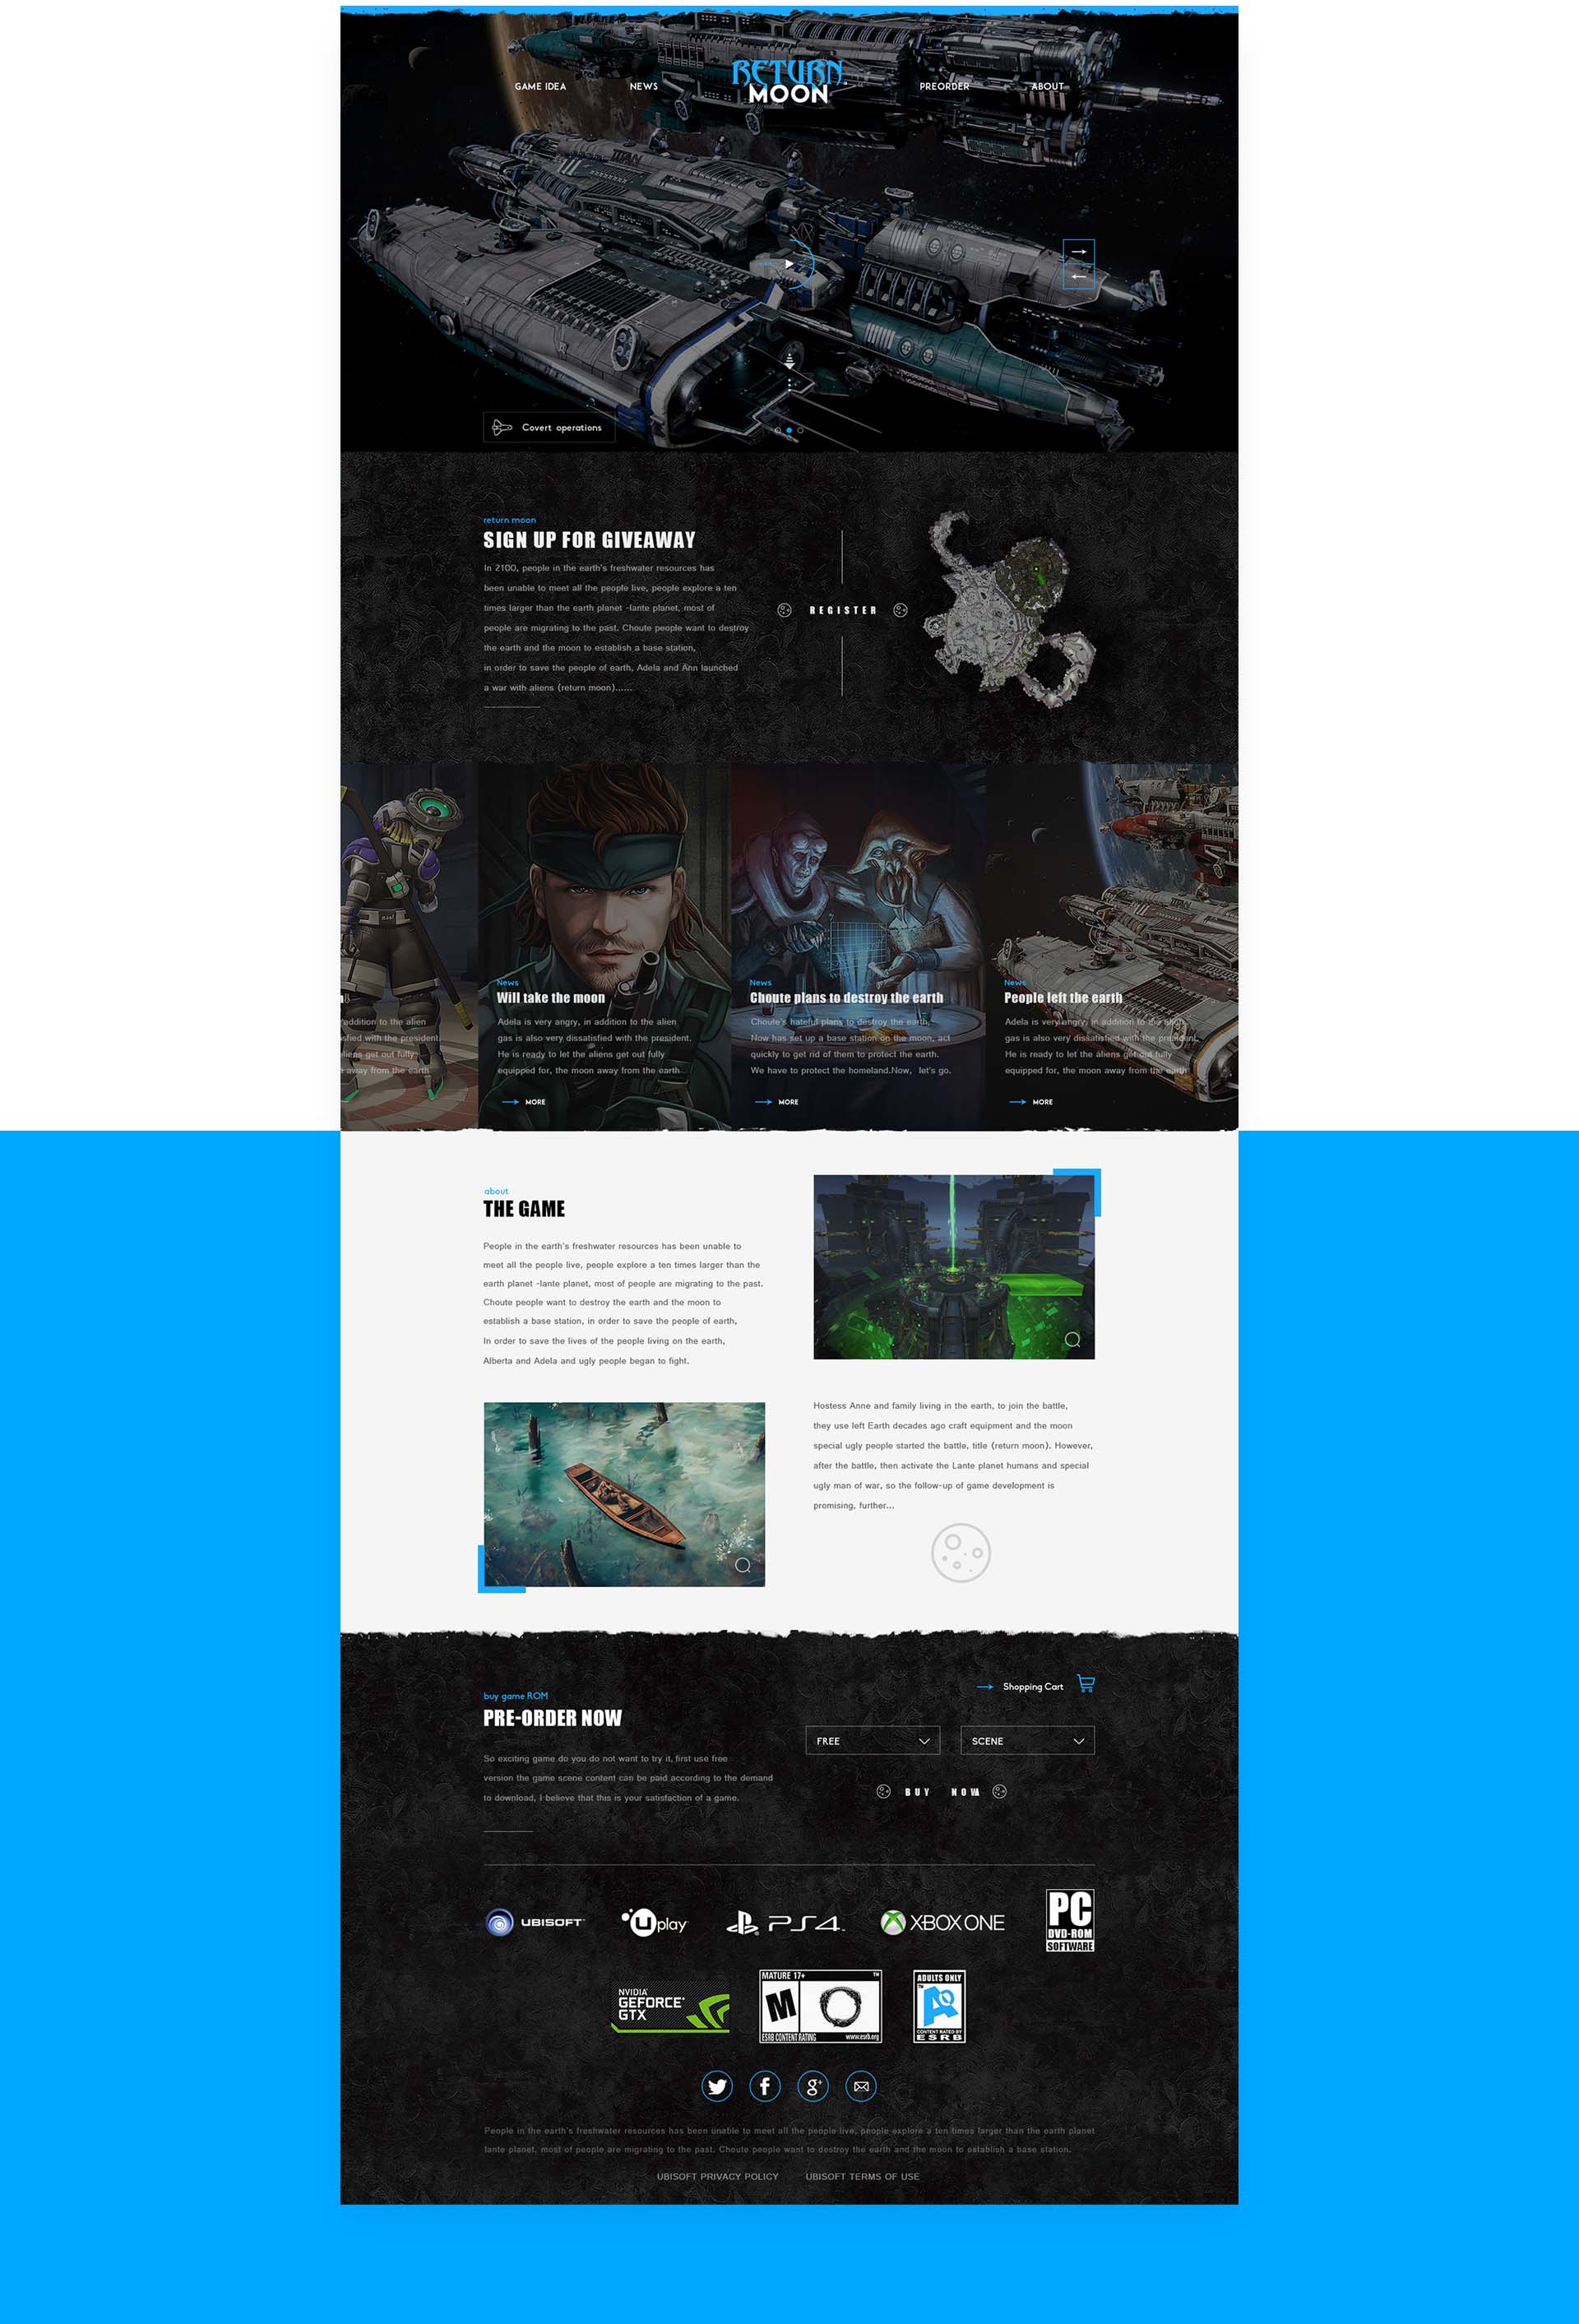 GAME IDEA
NEWS
RETURN
MOON
PREORDER
ABOUT
TITAN
Covert operations
return moon
SIGN UP FOR GIVEAWAY
In 2100, people in the earth's freshwater resources has
been unable to meet all the people live, people explore a ten
times larger than the earth planet -lante planet, most of
people are migrating to the past. Choute people want to destroy
the earth and the moon to establish a base station,
in order to save the people of earth, Adela and Ann launched
a war with aliens (return moon)......
REGISTER
addition to the alien
sfied with the president.
aliens get out fully
away from the earth
News
Will take the moon
Adela is very angry, in addition to the alien
gas is also very dissatisfied with the president.
He is ready to let the aliens get out fully
equipped for, the moon away from the earth
MORE
News
Choute plans to destroy the earth
Choute's hateful plans to destroy the earth,
Now has set up a base station on the moon, act
quickly to get rid of them to protect the earth.
We have to protect the homeland.Now, let's go.
MORE
TITAN
News
People left the earth
Adela is very angry, in addition to the alien
gas is also very dissatisfied with the president.
He is ready to let the aliens get out fully
equipped for, the moon away from the earth
MORE
about
THE GAME
People in the earth's freshwater resources has been unable to
meet all the people live, people explore a ten times larger than the
earth planet -lante planet, most of people are migrating to the past.
Choute people want to destroy the earth and the moon to
establish a base station, in order to save the people of earth,
In order to save the lives of the people living on the earth,
Alberta and Adela and ugly people began to fight.
Hostess Anne and family living in the earth, to join the battle,
they use left Earth decades ago craft equipment and the moon
special ugly people started the battle, title (return moon). However,
after the battle, then activate the Lante planet humans and special
ugly man of war, so the follow-up of game development is
promising, further...
Shopping Cart
buy game ROM
PRE-ORDER NOW
So exciting game do you do not want to try it, first use free
version the game scene content can be paid according to the demand
to download, I believe that this is your satisfaction of a game.
FREE
SCENE
BUY NOW
UBISOFT
Uplay
PS4
XBOX ONE
PC
DVD-ROM
SOFTWARE
NVIDIA
GEFORCE
GTX
MATURE 17+
TM
M
ESRB CONTENT RATING
www.esrb.org
ADULTS ONLY
TM
AO
CONTENT RATED BY
ESRB
f
g+
People in the earth's freshwater resources has been unable to meet all the people live, people explore a ten times larger than the earth planet
lante planet, most of people are migrating to the past. Choute people want to destroy the earth and the moon to establish a base station.
UBISOFT PRIVACY POLICY
UBISOFT TERMS OF USE